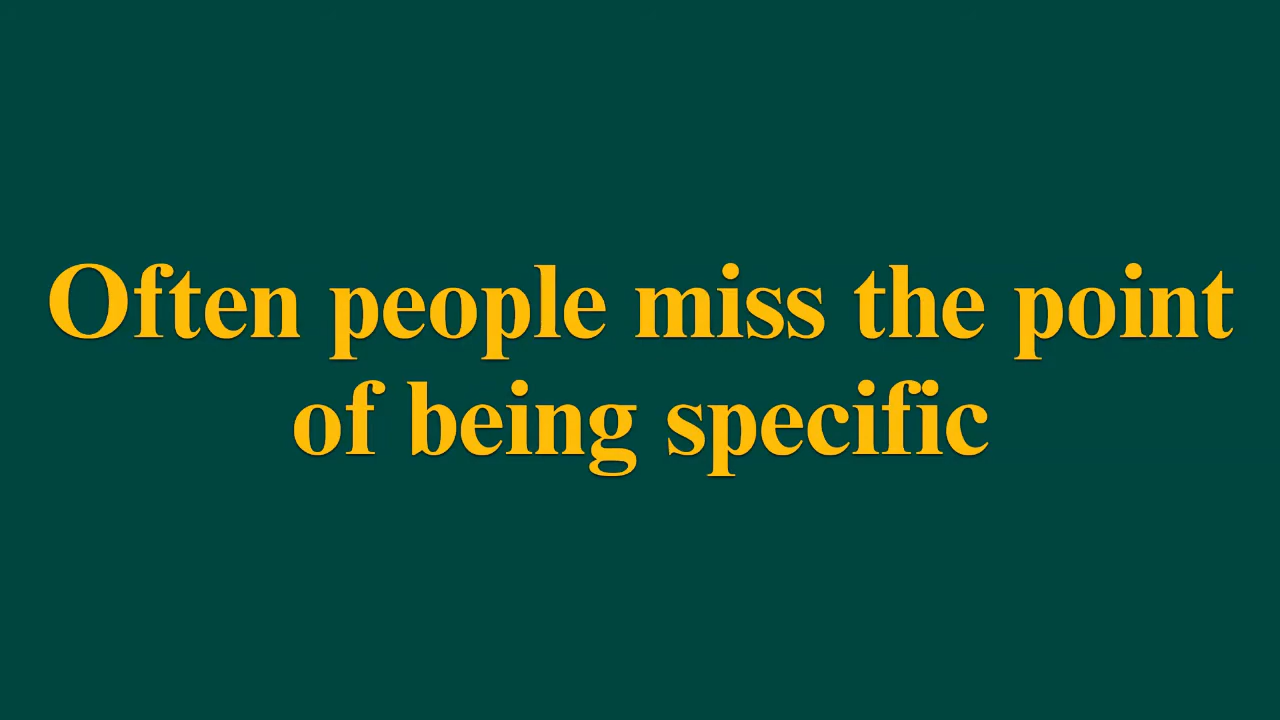 Often people miss the point
of being specific